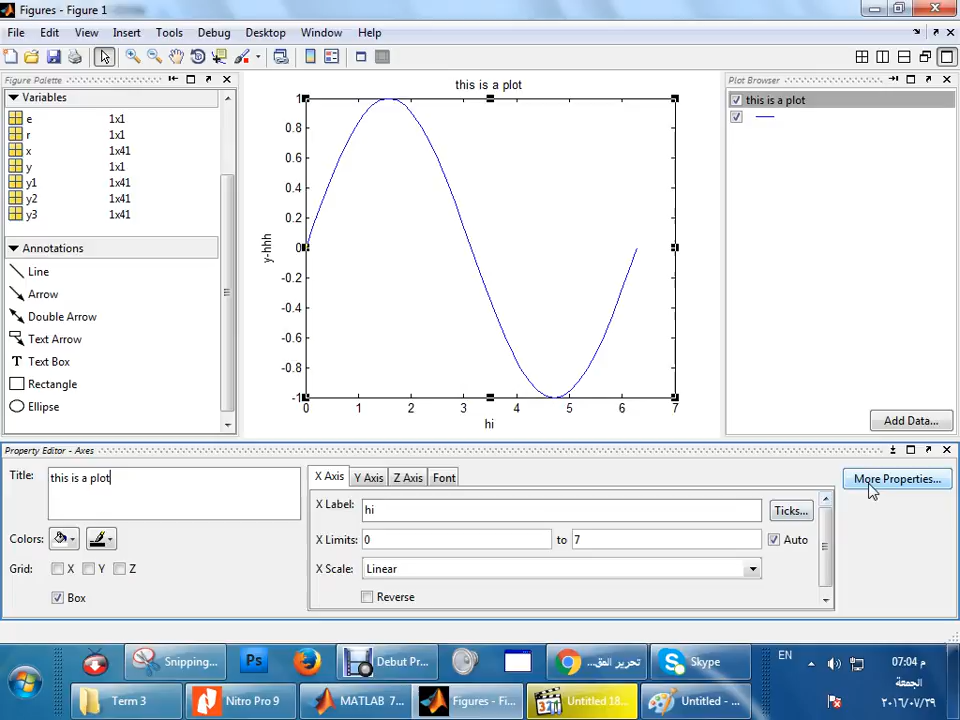 Figures - Figure 1
File Edit View Insert Tools Debug Desktop Window Help
Figure Palette
Variables
e 1x1
r 1x1
x 1x41
y 1x1
y1 1x41
y2 1x41
y3 1x41
Annotations
Line
Arrow
Double Arrow
Text Arrow
T Text Box
Rectangle
Ellipse
this is a plot
1
0.8
0.6
0.4
0.2
0
-0.2
-0.4
-0.6
-0.8
-1
y-hhh
0 1 2 3 4 5 6 7
hi
Plot Browser
this is a plot
Add Data...
Property Editor - Axes
Title: this is a plot
Colors:
Grid: X Y Z
Box
X Axis Y Axis Z Axis Font
X Label: hi Ticks...
X Limits: 0 to 7 Auto
X Scale: Linear
Reverse
More Properties...
Snipping...
Ps
Debut Pr...
تحرير المق...
Skype
EN
07:04 م
الجمعة
٢٠١٦/٠٧/٢٩
Term 3
Nitro Pro 9
MATLAB 7...
Figures - Fi...
Untitled 18...
Untitled - ...